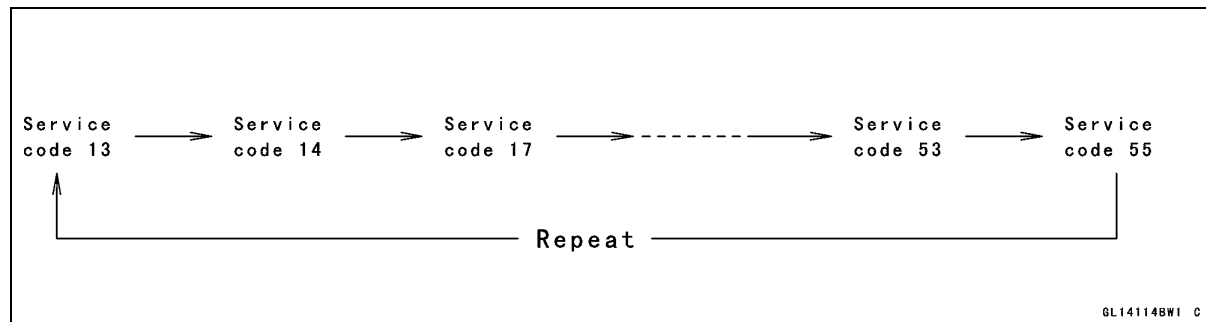 Service code 13
Service code 14
Service code 17
Service code 53
Service code 55
Repeat
GL14114BW1 C